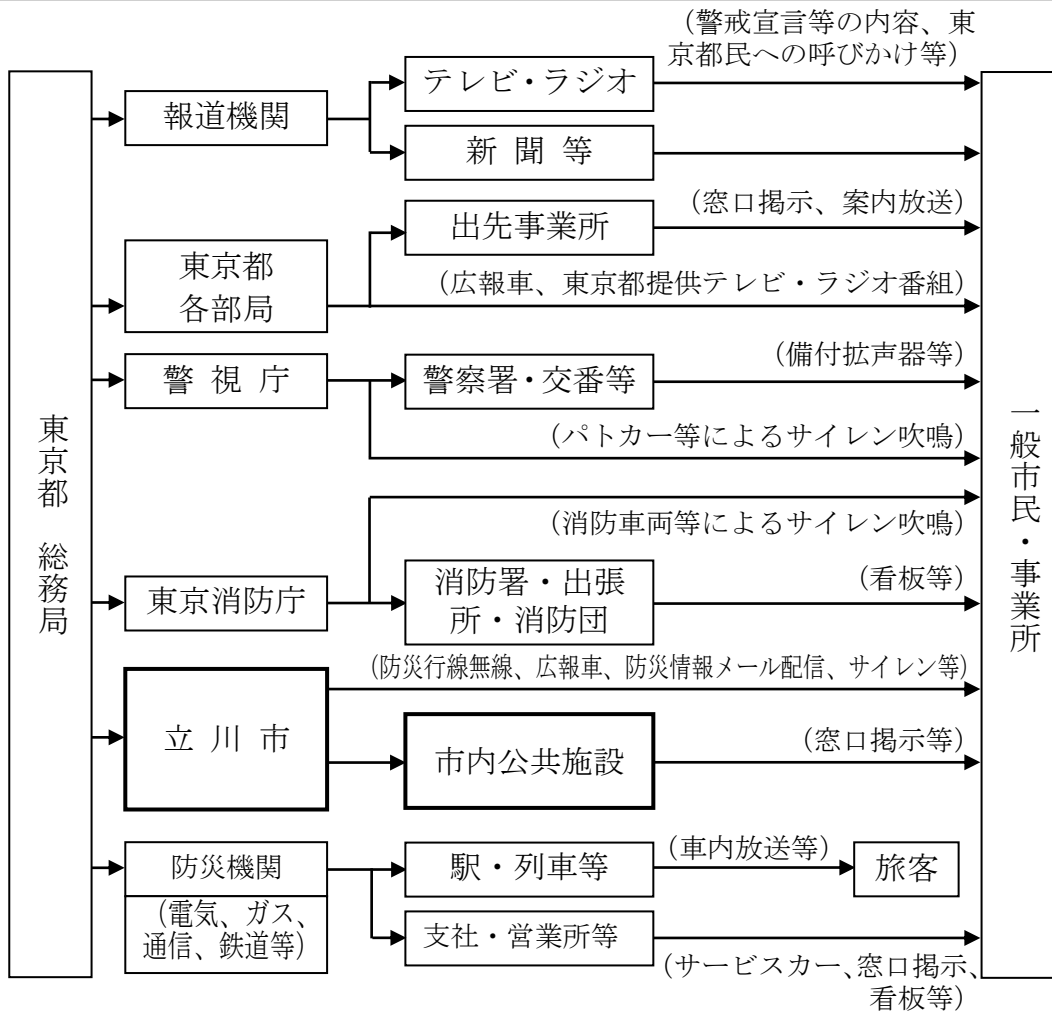 (警戒宣言等の内容、東
京都民への呼びかけ等)
テレビ・ラジオ
報道機関
新聞等
(窓口掲示、案内放送)
出先事業所
東京都
各部局
(広報車、東京都提供テレビ・ラジオ番組)
(備付拡声器等)
警視庁
警察署・交番等
(パトカー等によるサイレン吹鳴)
東京都 総務局
一般市民・事業所
(消防車両等によるサイレン吹鳴)
東京消防庁
消防署・出張
所・消防団
(看板等)
(防災行線無線、広報車、防災情報メール配信、サイレン等)
立川市
市内公共施設
(窓口掲示等)
防災機関
(電気、ガス、
通信、鉄道等)
駅・列車等
(車内放送等)
旅客
支社・営業所等
(サービスカー、窓口掲示、
看板等)